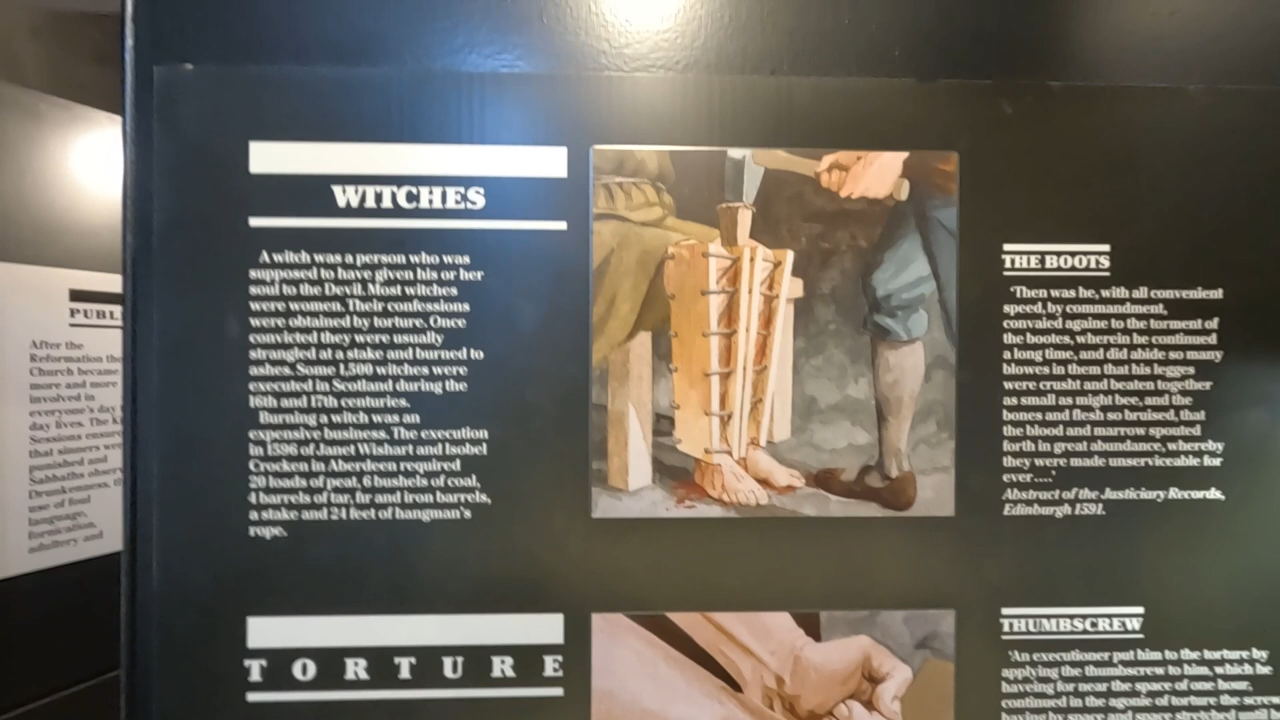 WITCHES
A witch was a person who was
supposed to have given his or her
soul to the Devil. Most witches
were women. Their confessions
were obtained by torture. Once
convicted they were usually
strangled at a stake and burned to
ashes. Some 1,500 witches were
executed in Scotland during the
16th and 17th centuries.
Burning a witch was an
expensive business. The execution
in 1596 of Janet Wishart and Isobel
Crocken in Aberdeen required
20 loads of peat, 6 bushels of coal,
4 barrels of tar, fir and iron barrels,
a stake and 24 feet of hangman's
rope.
THE BOOTS
'Then was he, with all convenient
speed, by commandment,
convaied againe to the torment of
the bootes, wherein he continued
a long time, and did abide so many
blowes in them that his legges
were crusht and beaten together
as small as might bee, and the
bones and flesh so bruised, that
the blood and marrow spouted
forth in great abundance, whereby
they were made unserviceable for
ever....'
Abstract of the Justiciary Records,
Edinburgh 1591.
TORTURE
THUMBSCREW
'An executioner put him to the torture by
applying the thumbscrew to him, which he
haveing for near the space of one hour,
continued in the agonie of torture the screw
having by space and space stretched until he
PUBL
After the
Reformation the
Church became
more and more
involved in
everyone's day
day lives. The
Sessions
that sinners
punished and
Sabbaths
Drunkenness,
use of foul
language,
fornication,
adultery and